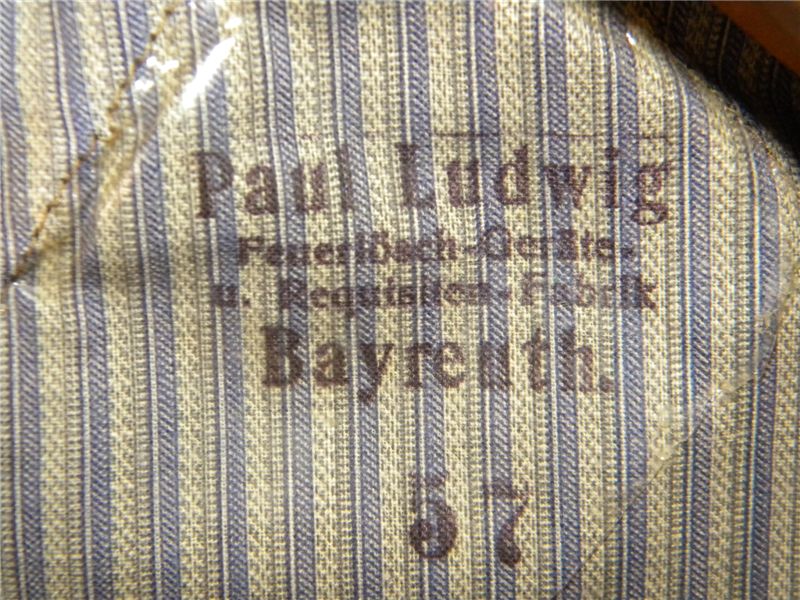 Paul Ludwig
Feuerlösch-Geräte-
u. Requisiten-Fabrik
Bayreuth.
57